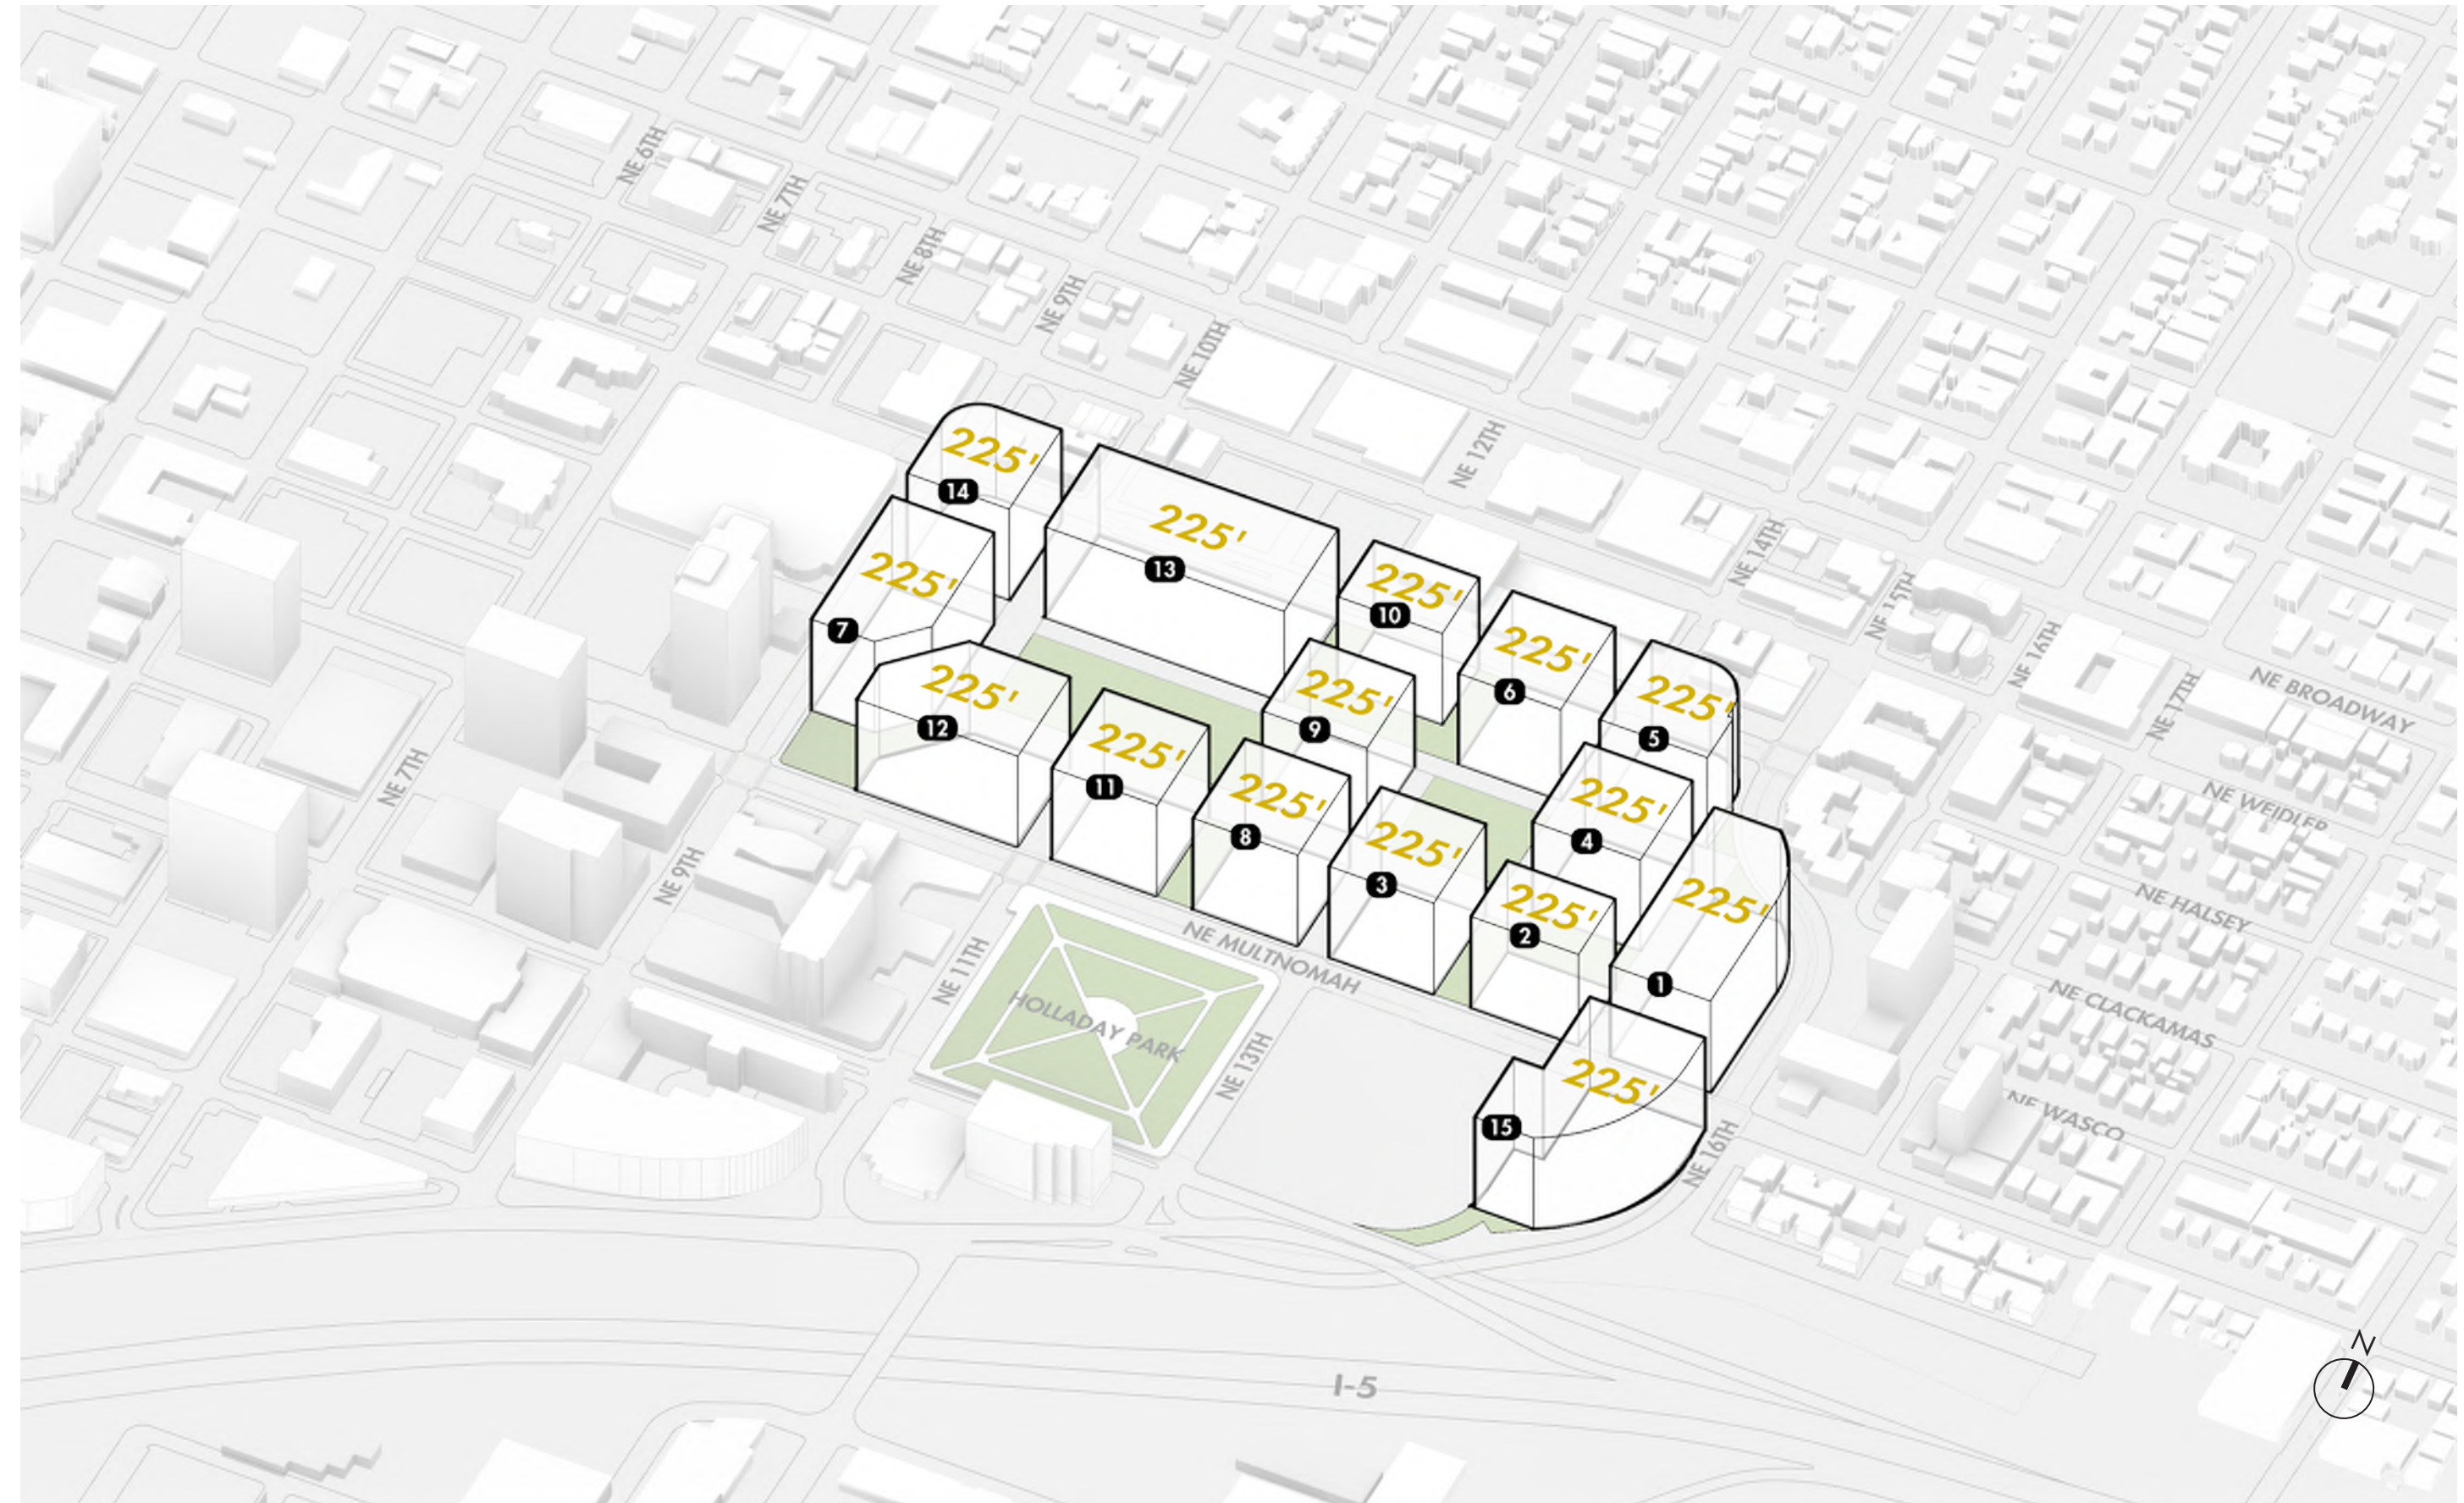 NE 6TH
NE 7TH
NE 8TH
NE 9TH
NE 10TH
NE 12TH
NE 14TH
NE 15TH
NE 16TH
NE 17TH
NE BROADWAY
NE WEIDLER
NE HALSEY
NE CLACKAMAS
NE WASCO
225'
14
225'
13
225'
7
225'
10
225'
6
225'
9
225'
5
225'
12
225'
11
225'
8
225'
4
225'
3
225'
2
225'
1
225'
15
NE 7TH
NE 9TH
NE 11TH
NE MULTNOMAH
HOLLADAY PARK
NE 13TH
NE 16TH
I-5
N